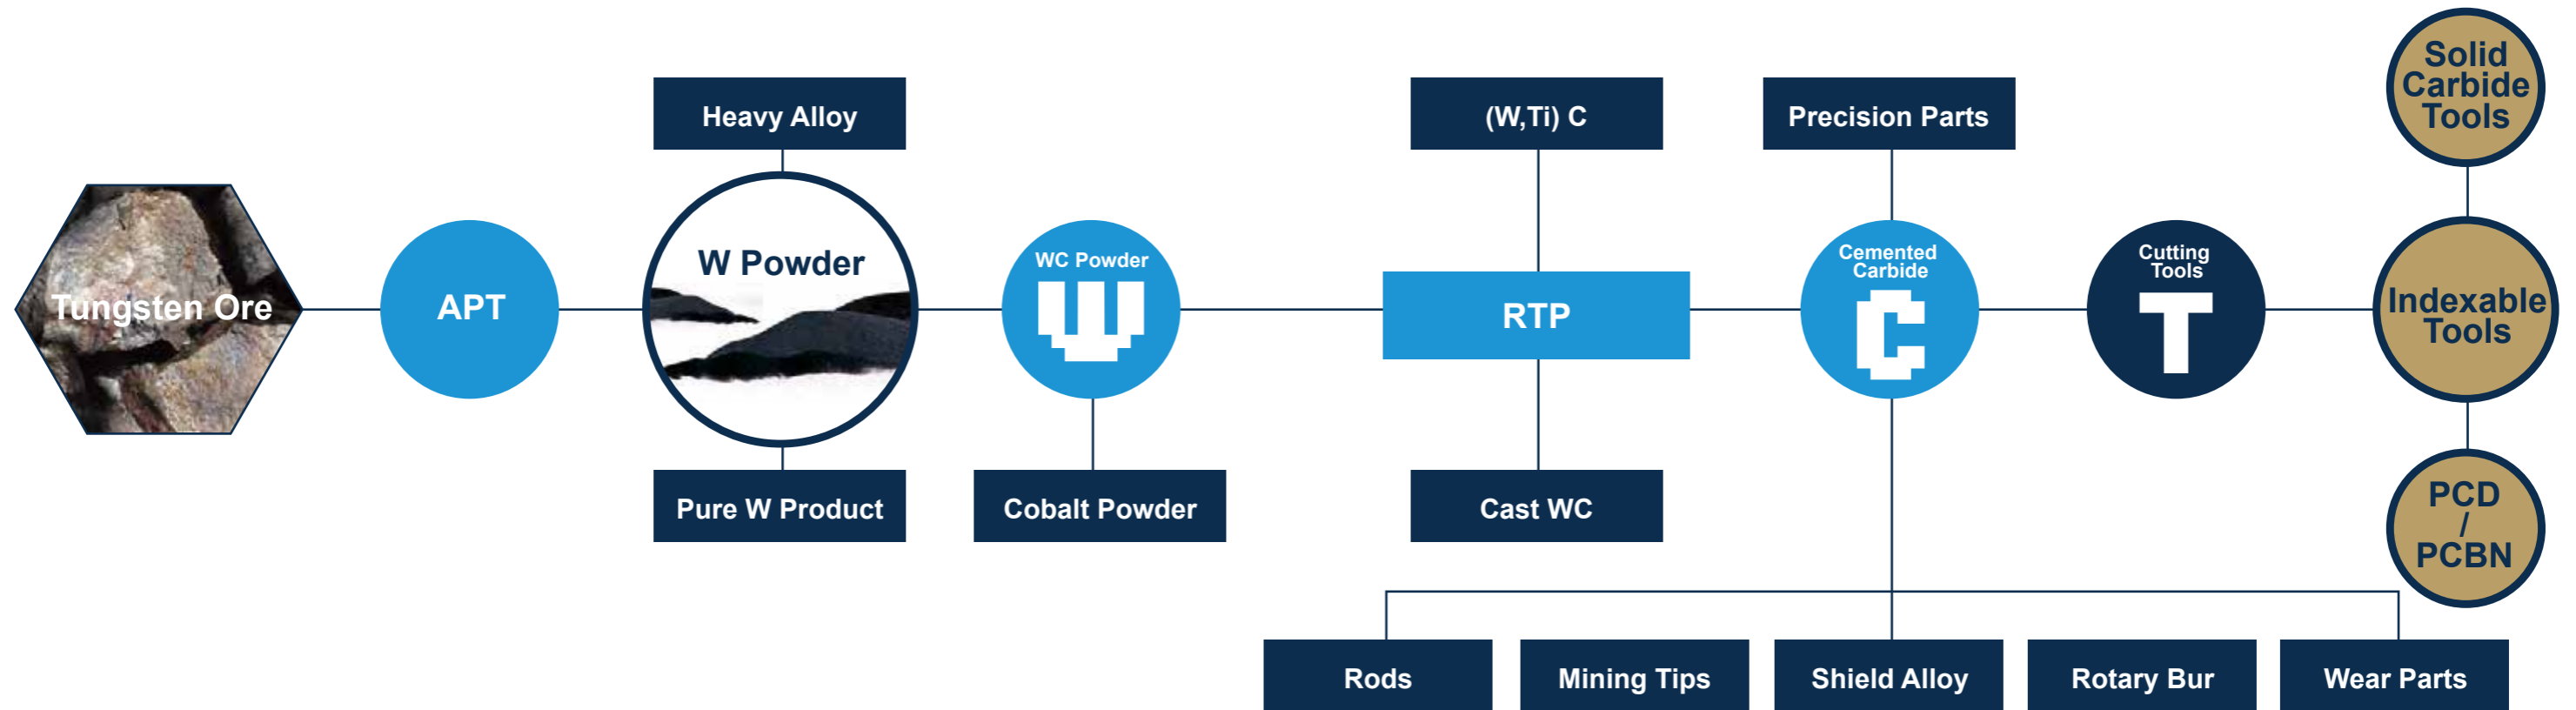 Tungsten Ore
APT
Heavy Alloy
W Powder
Pure W Product
WC Powder
W
Cobalt Powder
(W,Ti) C
RTP
Cast WC
Precision Parts
Cemented
Carbide
C
Cutting
Tools
T
Solid
Carbide
Tools
Indexable
Tools
PCD
/
PCBN
Rods
Mining Tips
Shield Alloy
Rotary Bur
Wear Parts